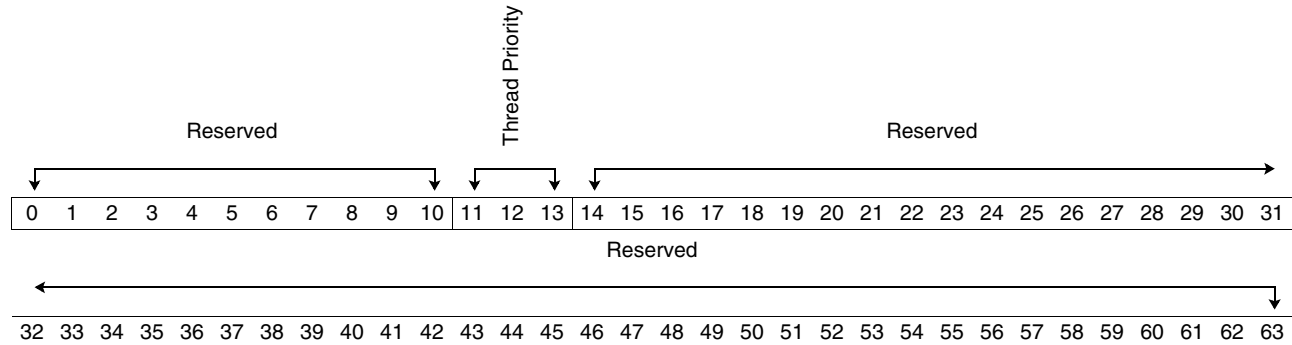 Thread Priority
Reserved
Reserved
0 1 2 3 4 5 6 7 8 9 10 11 12 13 14 15 16 17 18 19 20 21 22 23 24 25 26 27 28 29 30 31
Reserved
32 33 34 35 36 37 38 39 40 41 42 43 44 45 46 47 48 49 50 51 52 53 54 55 56 57 58 59 60 61 62 63